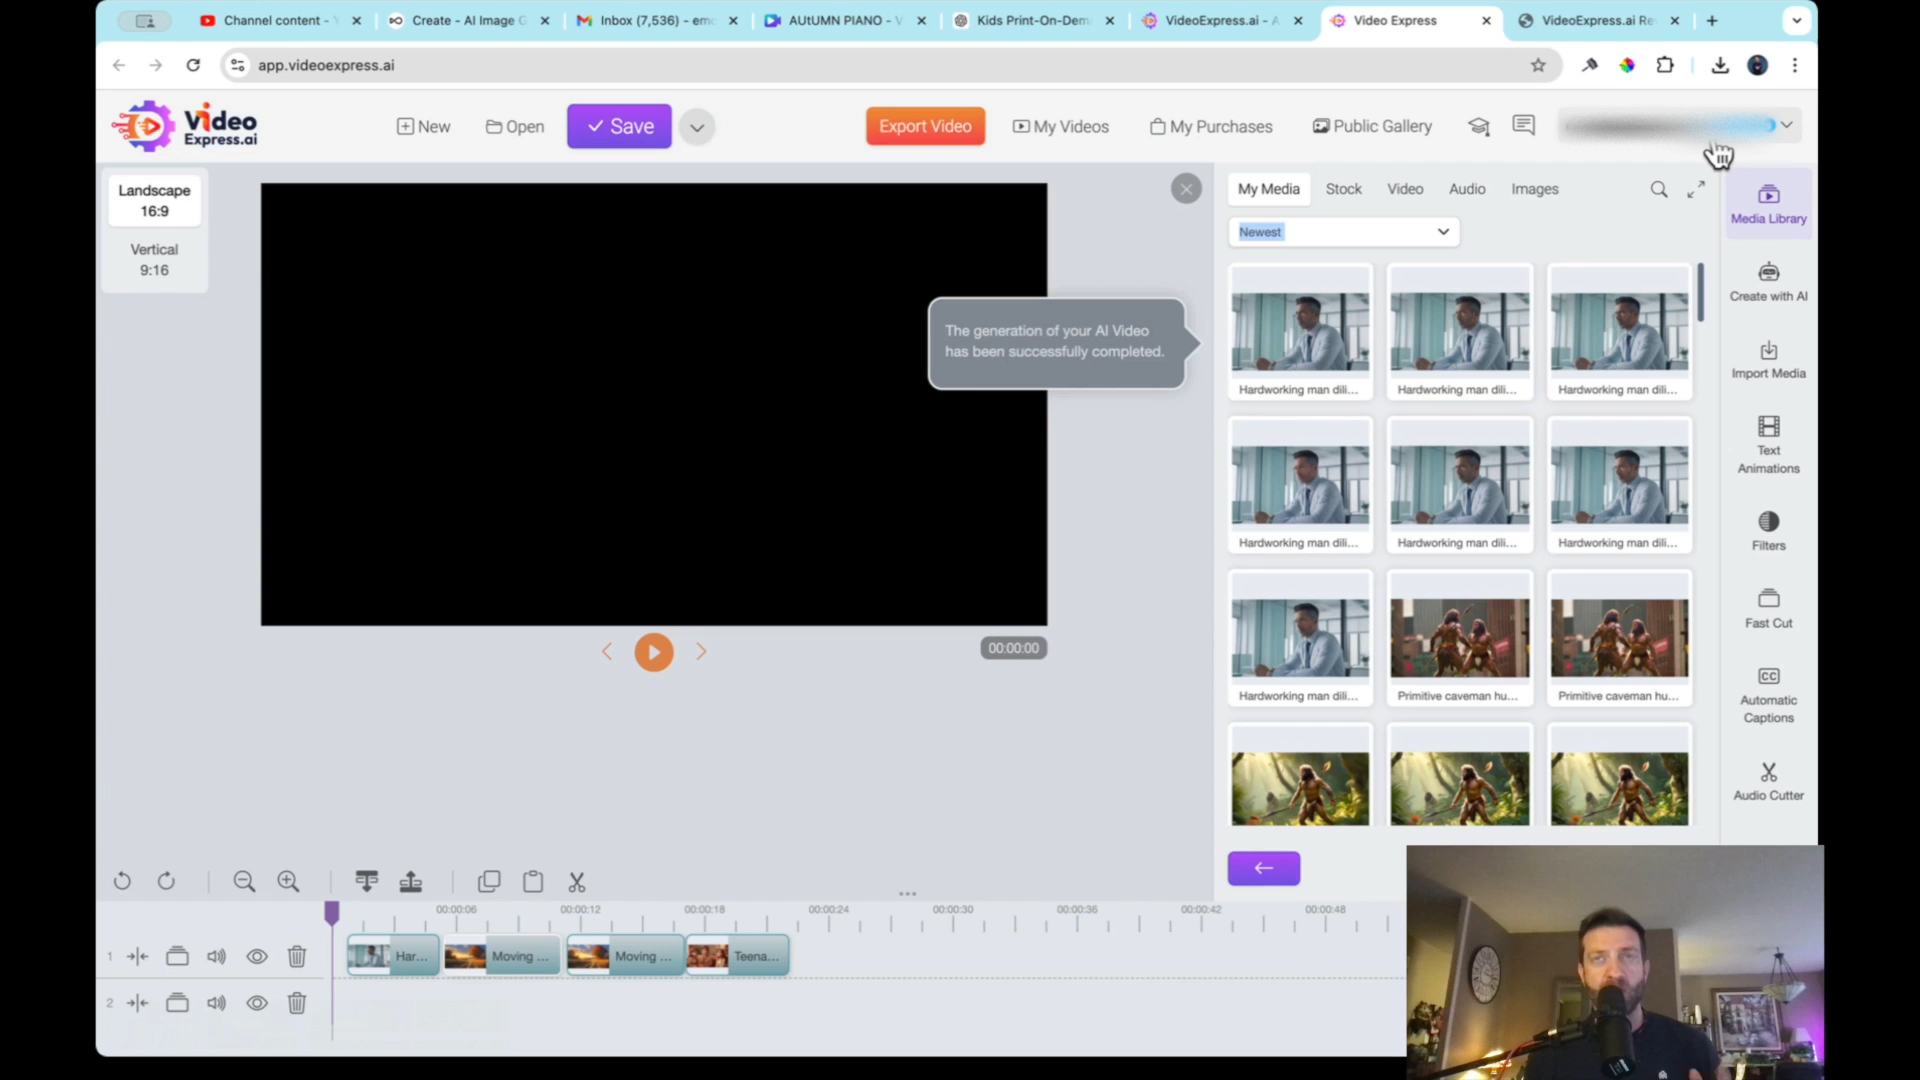 Channel content - Y
Create - AI Image G
Inbox (7,536) - emc
AUtUMN PIANO - V
Kids Print-On-Dem
VideoExpress.ai - A
Video Express
VideoExpress.ai Re
app.videoexpress.ai
Video
Express.ai
New
Open
Save
Export Video
My Videos
My Purchases
Public Gallery
Landscape
16:9
Vertical
9:16
The generation of your AI Video
has been successfully completed.
00:00:00
My Media
Stock
Video
Audio
Images
Newest
Hardworking man dili...
Hardworking man dili...
Hardworking man dili...
Hardworking man dili...
Hardworking man dili...
Hardworking man dili...
Hardworking man dili...
Primitive caveman hu...
Primitive caveman hu...
Media Library
Create with AI
Import Media
Text
Animations
Filters
Fast Cut
CC
Automatic
Captions
Audio Cutter
00:00:06
00:00:12
00:00:18
00:00:24
00:00:30
00:00:36
00:00:42
00:00:48
1
Har...
Moving ...
Moving ...
Teena...
2